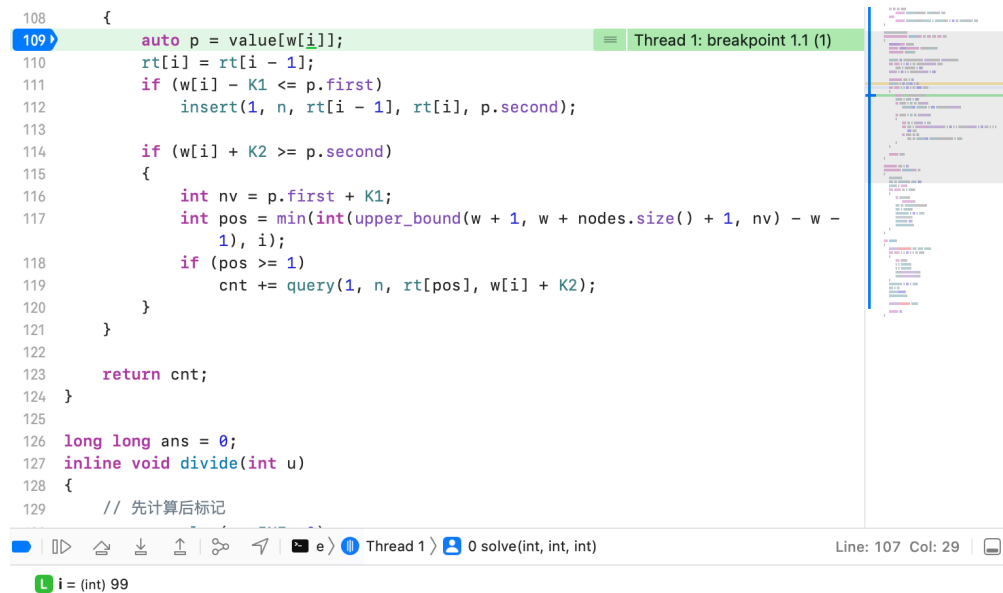 108     {
109         auto p = value[w[i]];     Thread 1: breakpoint 1.1 (1)
110         rt[i] = rt[i - 1];
111         if (w[i] - K1 <= p.first)
112             insert(1, n, rt[i - 1], rt[i], p.second);
113
114         if (w[i] + K2 >= p.second)
115         {
116             int nv = p.first + K1;
117             int pos = min(int(upper_bound(w + 1, w + nodes.size() + 1, nv) - w -
                    1), i);
118             if (pos >= 1)
119                 cnt += query(1, n, rt[pos], w[i] + K2);
120         }
121     }
122
123     return cnt;
124 }
125
126 long long ans = 0;
127 inline void divide(int u)
128 {
129     // 先计算后标记
e 〉 Thread 1 〉 0 solve(int, int, int)     Line: 107  Col: 29
L i = (int) 99